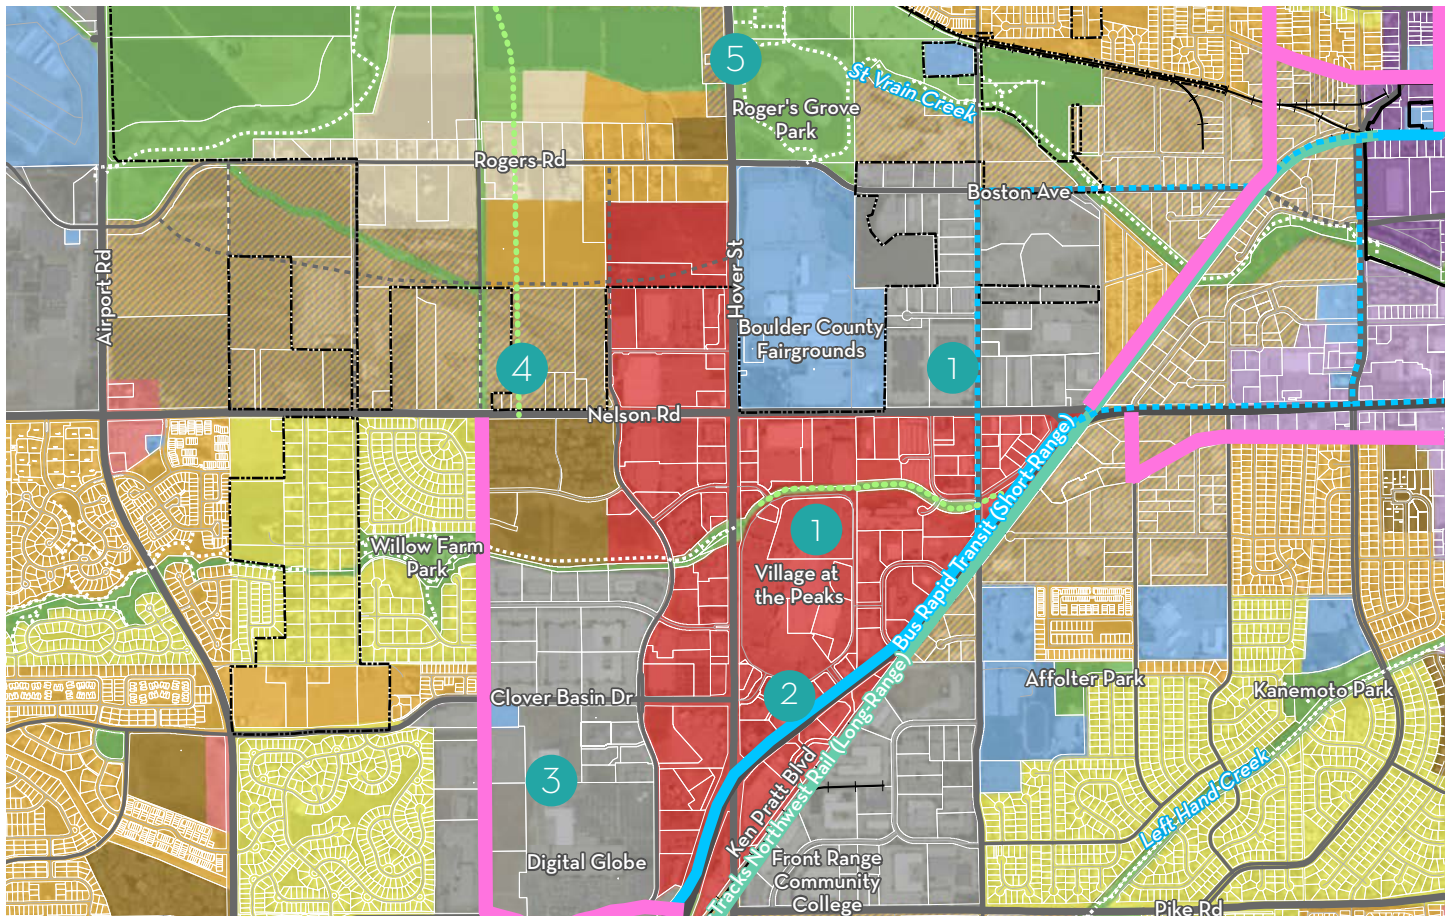 5
St Vrain Creek
Roger's Grove
Park
Rogers Rd
Boston Ave
Airport Rd
Hover St
Boulder County
Fairgrounds
4
1
Nelson Rd
Bus Rapid Transit (Short-Range)
1
Willow Farm
Park
Village at
the Peaks
Affolter Park
Kanemoto Park
Clover Basin Dr
2
Tracks Northwest Rail (Long-Range)
3
Ken Pratt Blvd
Left-Hand-Creek
Digital Globe
Front Range
Community
College
Pike Rd